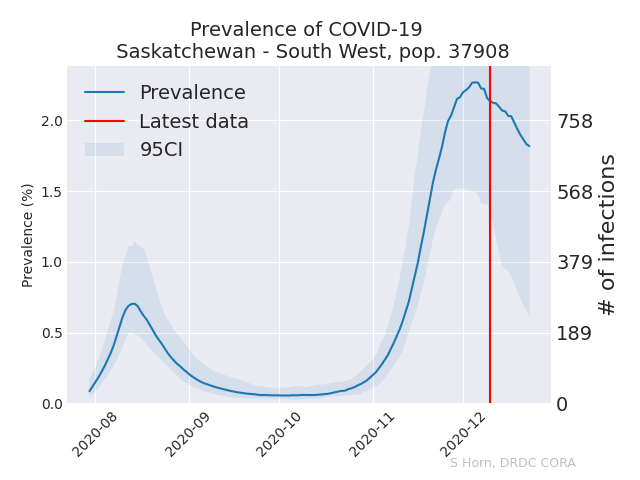 Prevalence of COVID-19
Saskatchewan - South West, pop. 37908
Prevalence
Latest data
95CI
Prevalence (%)
2.0
1.5
1.0
0.5
0.0
758
568
379
189
0
# of infections
2020-08
2020-09
2020-10
2020-11
2020-12
S Horn, DRDC CORA